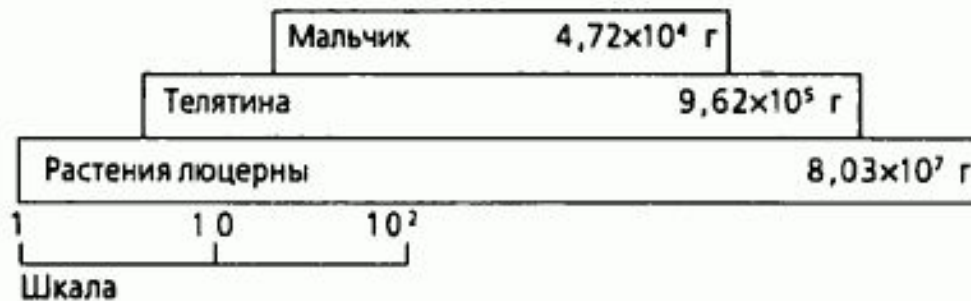 Мальчик 4,72×10⁴ г
Телятина 9,62×10⁵ г
Растения люцерны 8,03×10⁷ г
1 10 10²
Шкала